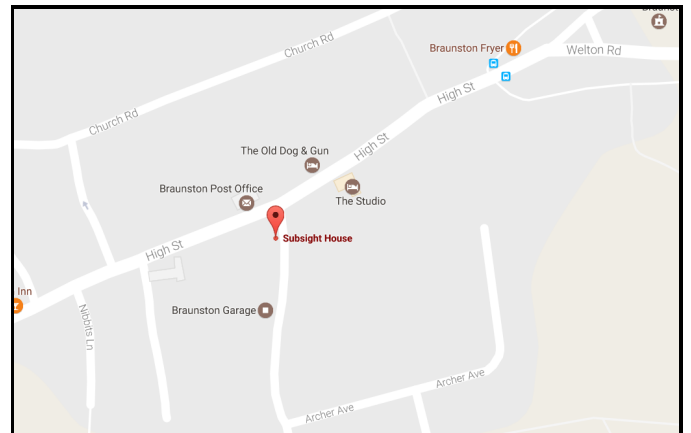 Church Rd
Braunston Fryer
Welton Rd
High St
Church Rd
High St
The Old Dog & Gun
Braunston Post Office
The Studio
Subsight House
High St
Inn
Braunston Garage
Nibbits Ln
Archer Ave
Archer Ave